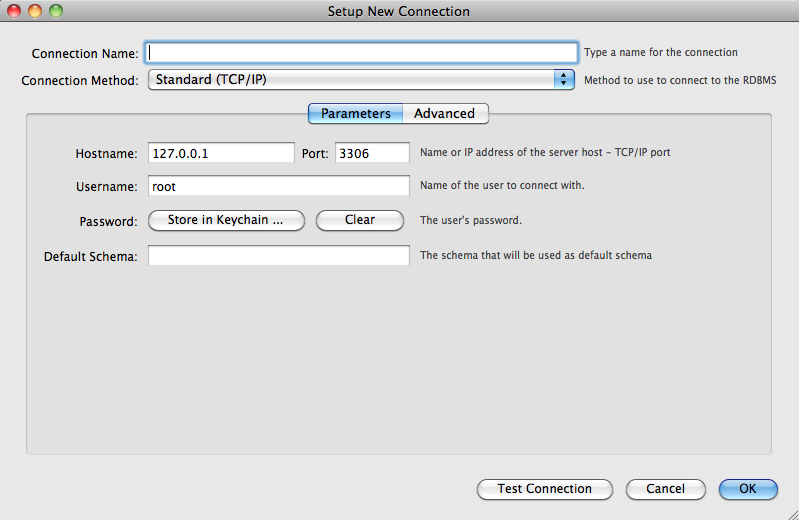 Setup New Connection
Connection Name: Type a name for the connection
Connection Method: Standard (TCP/IP) Method to use to connect to the RDBMS
Parameters Advanced
Hostname: 127.0.0.1 Port: 3306 Name or IP address of the server host - TCP/IP port
Username: root Name of the user to connect with.
Password: Store in Keychain ... Clear The user's password.
Default Schema: The schema that will be used as default schema
Test Connection Cancel OK